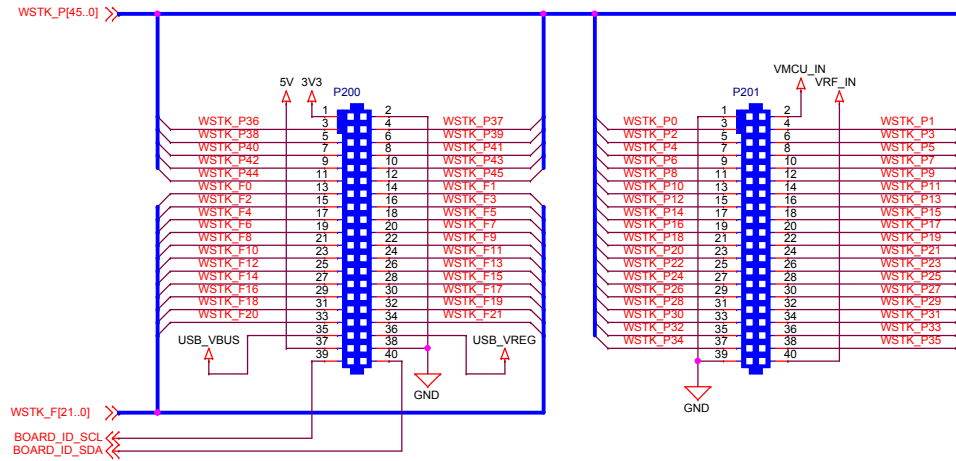 WSTK_P[45..0]
5V 3V3
P200
1 2
WSTK_P36 3 4 WSTK_P37
WSTK_P38 5 6 WSTK_P39
WSTK_P40 7 8 WSTK_P41
WSTK_P42 9 10 WSTK_P43
WSTK_P44 11 12 WSTK_P45
WSTK_F0 13 14 WSTK_F1
WSTK_F2 15 16 WSTK_F3
WSTK_F4 17 18 WSTK_F5
WSTK_F6 19 20 WSTK_F7
WSTK_F8 21 22 WSTK_F9
WSTK_F10 23 24 WSTK_F11
WSTK_F12 25 26 WSTK_F13
WSTK_F14 27 28 WSTK_F15
WSTK_F16 29 30 WSTK_F17
WSTK_F18 31 32 WSTK_F19
WSTK_F20 33 34 WSTK_F21
35 36
USB_VBUS 37 38 USB_VREG
39 40
GND
VMCU_IN
VRF_IN
P201
1 2
WSTK_P0 3 4 WSTK_P1
WSTK_P2 5 6 WSTK_P3
WSTK_P4 7 8 WSTK_P5
WSTK_P6 9 10 WSTK_P7
WSTK_P8 11 12 WSTK_P9
WSTK_P10 13 14 WSTK_P11
WSTK_P12 15 16 WSTK_P13
WSTK_P14 17 18 WSTK_P15
WSTK_P16 19 20 WSTK_P17
WSTK_P18 21 22 WSTK_P19
WSTK_P20 23 24 WSTK_P21
WSTK_P22 25 26 WSTK_P23
WSTK_P24 27 28 WSTK_P25
WSTK_P26 29 30 WSTK_P27
WSTK_P28 31 32 WSTK_P29
WSTK_P30 33 34 WSTK_P31
WSTK_P32 35 36 WSTK_P33
WSTK_P34 37 38 WSTK_P35
39 40
GND
WSTK_F[21..0]
BOARD_ID_SCL
BOARD_ID_SDA